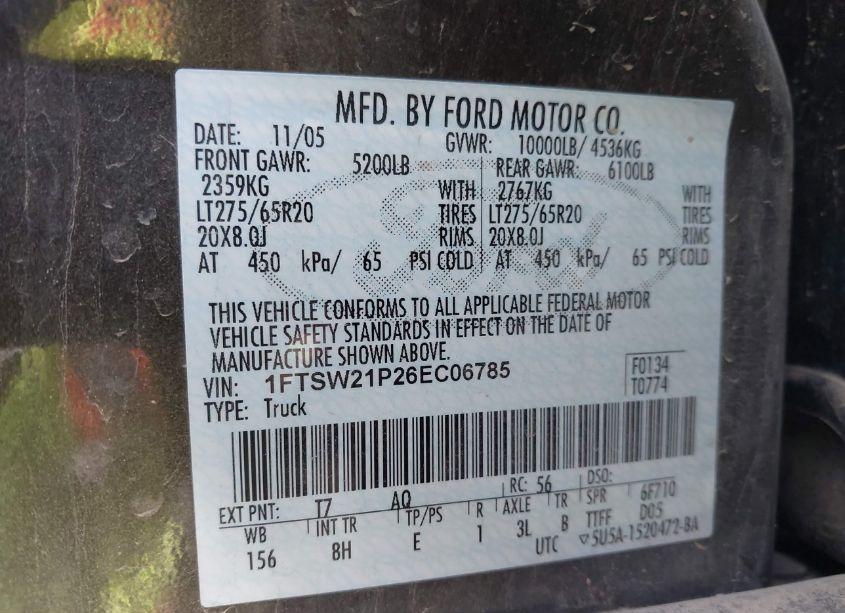 MFD. BY FORD MOTOR CO.
DATE: 11/05 GVWR: 10000LB/ 4536KG
FRONT GAWR: 5200LB REAR GAWR: 6100LB
2359KG WITH 2767KG WITH
LT275/65R20 TIRES LT275/65R20 TIRES
20X8.0J RIMS 20X8.0J RIMS
AT 450 kPa/ 65 PSI COLD AT 450 kPa/ 65 PSI COLD
THIS VEHICLE CONFORMS TO ALL APPLICABLE FEDERAL MOTOR
VEHICLE SAFETY STANDARDS IN EFFECT ON THE DATE OF
MANUFACTURE SHOWN ABOVE.
VIN: 1FTSW21P26EC06785 F0134
TYPE: Truck T0774
EXT PNT: T7 AQ RC: 56 DSO:
WB INT TR TP/PS R AXLE TR SPR 6F710
156 8H E 1 3L B TTFF D05
UTC ▽5U5A-1520472-BA
Ford